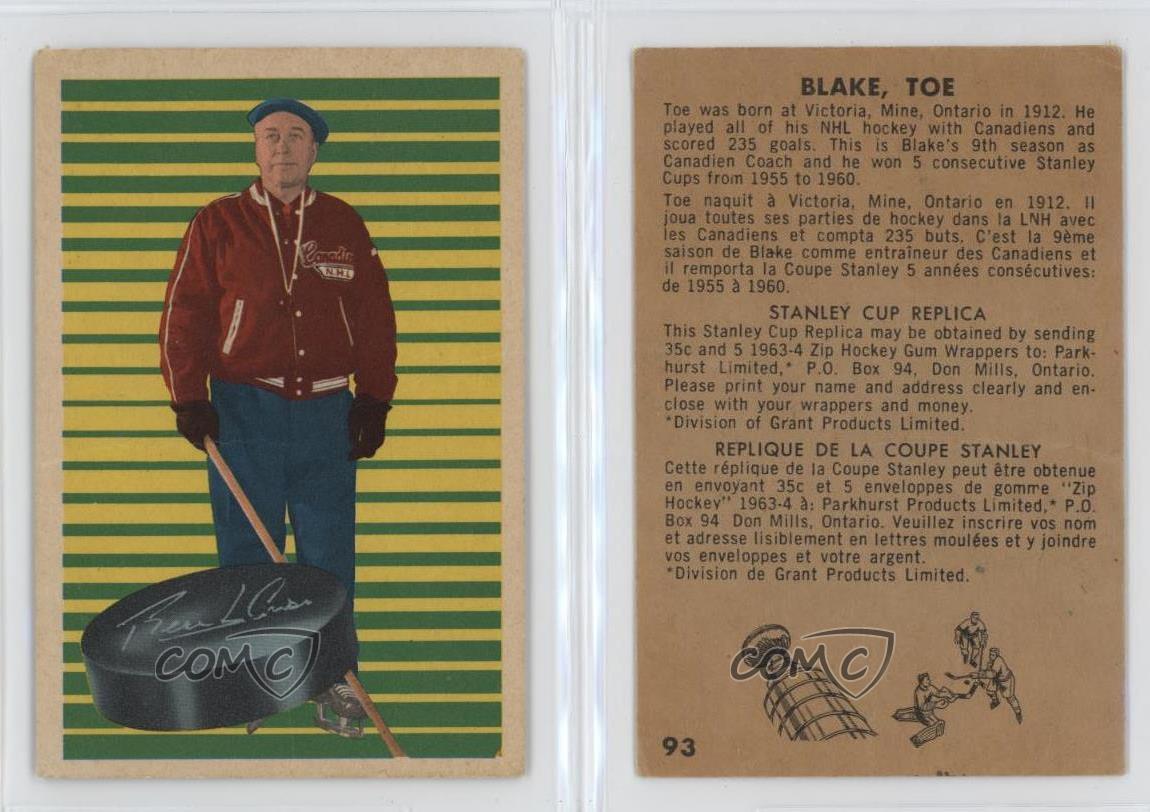 Canadie
N.H.L.
COMC
BLAKE, TOE
Toe was born at Victoria, Mine, Ontario in 1912. He
played all of his NHL hockey with Canadiens and
scored 235 goals. This is Blake's 9th season as
Canadien Coach and he won 5 consecutive Stanley
Cups from 1955 to 1960.
Toe naquit à Victoria, Mine, Ontario en 1912. Il
joua toutes ses parties de hockey dans la LNH avec
les Canadiens et compta 235 buts. C'est la 9ème
saison de Blake comme entraîneur des Canadiens et
il remporta la Coupe Stanley 5 années consécutives:
de 1955 à 1960.
STANLEY CUP REPLICA
This Stanley Cup Replica may be obtained by sending
35c and 5 1963-4 Zip Hockey Gum Wrappers to: Park-
hurst Limited,* P.O. Box 94, Don Mills, Ontario.
Please print your name and address clearly and en-
close with your wrappers and money.
*Division of Grant Products Limited.
REPLIQUE DE LA COUPE STANLEY
Cette réplique de la Coupe Stanley peut être obtenue
en envoyant 35c et 5 enveloppes de gomme "Zip
Hockey" 1963-4 à: Parkhurst Products Limited,* P.O.
Box 94 Don Mills, Ontario. Veuillez inscrire vos nom
et adresse lisiblement en lettres moulées et y joindre
vos enveloppes et votre argent.
*Division de Grant Products Limited.
COMC
93